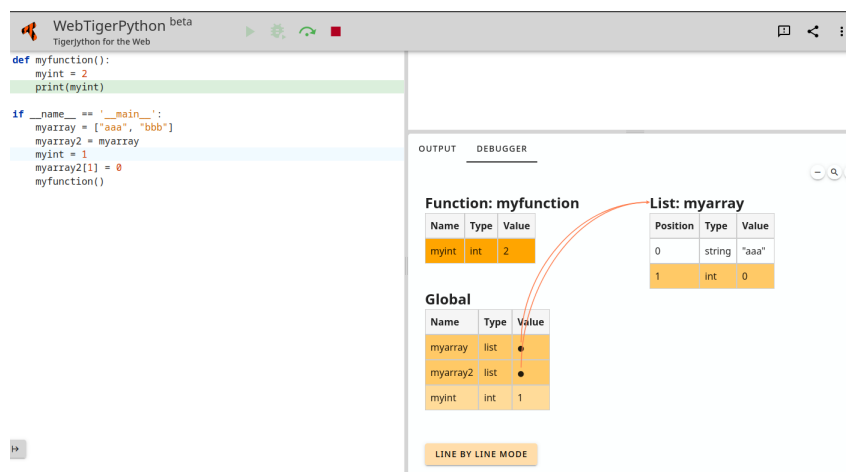 WebTigerPython beta
TigerJython for the Web
def myfunction():
    myint = 2
    print(myint)
if __name__ == '__main__':
    myarray = ["aaa", "bbb"]
    myarray2 = myarray
    myint = 1
    myarray2[1] = 0
    myfunction()
OUTPUT DEBUGGER
Function: myfunction
Name Type Value
myint int 2
List: myarray
Position Type Value
0 string "aaa"
1 int 0
Global
Name Type Value
myarray list
myarray2 list
myint int 1
LINE BY LINE MODE